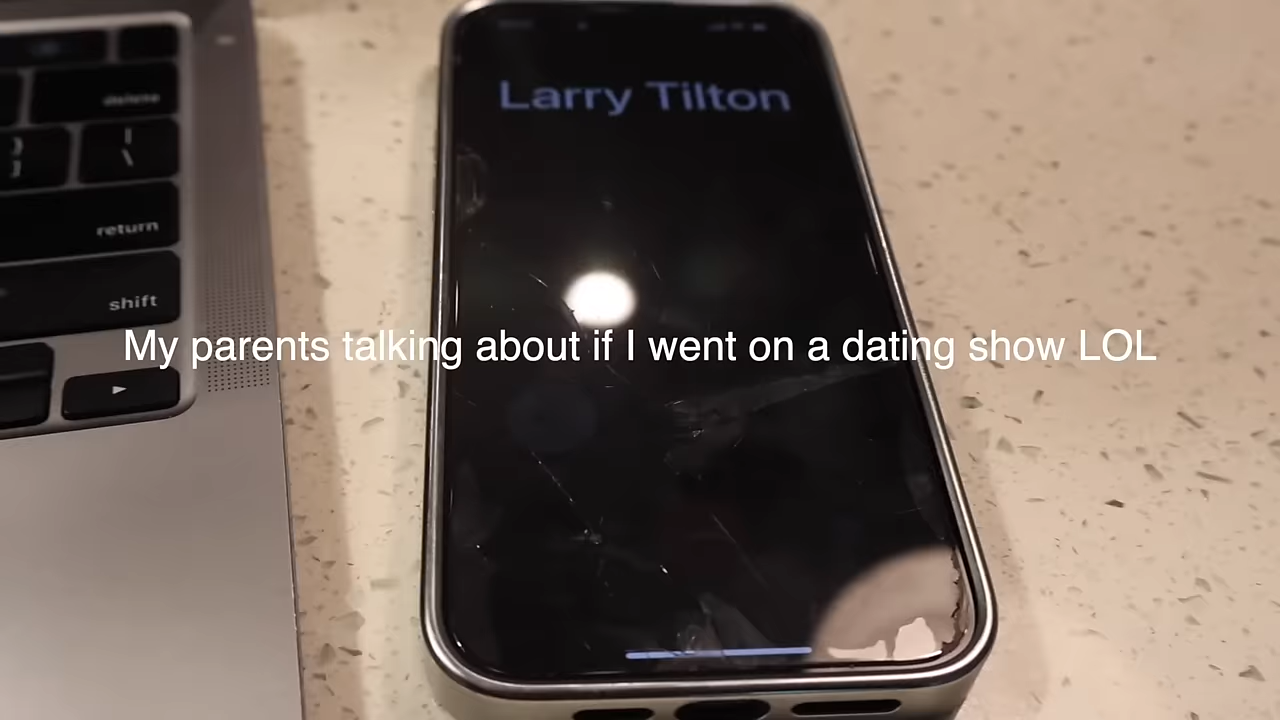 Larry Tilton
delete
}
]
|
\
return
shift
My parents talking about if I went on a dating show LOL